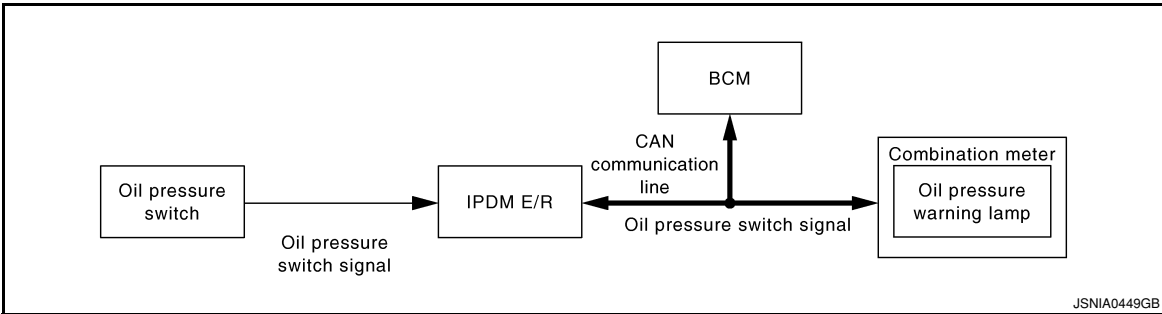 BCM
CAN
communication
line
Combination meter
Oil pressure
warning lamp
Oil pressure
switch
IPDM E/R
Oil pressure switch signal
Oil pressure
switch signal
JSNIA0449GB